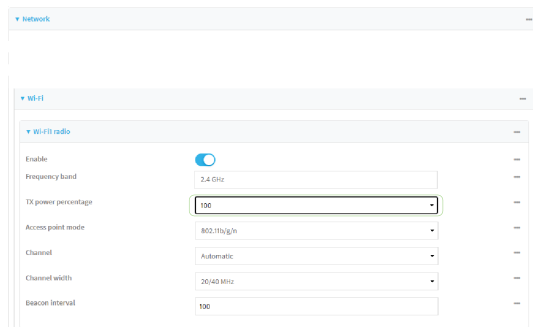 Network
Wi-Fi
Wi-Fi1 radio
Enable
Frequency band 2.4 GHz
TX power percentage 100
Access point mode 802.11b/g/n
Channel Automatic
Channel width 20/40 MHz
Beacon interval 100